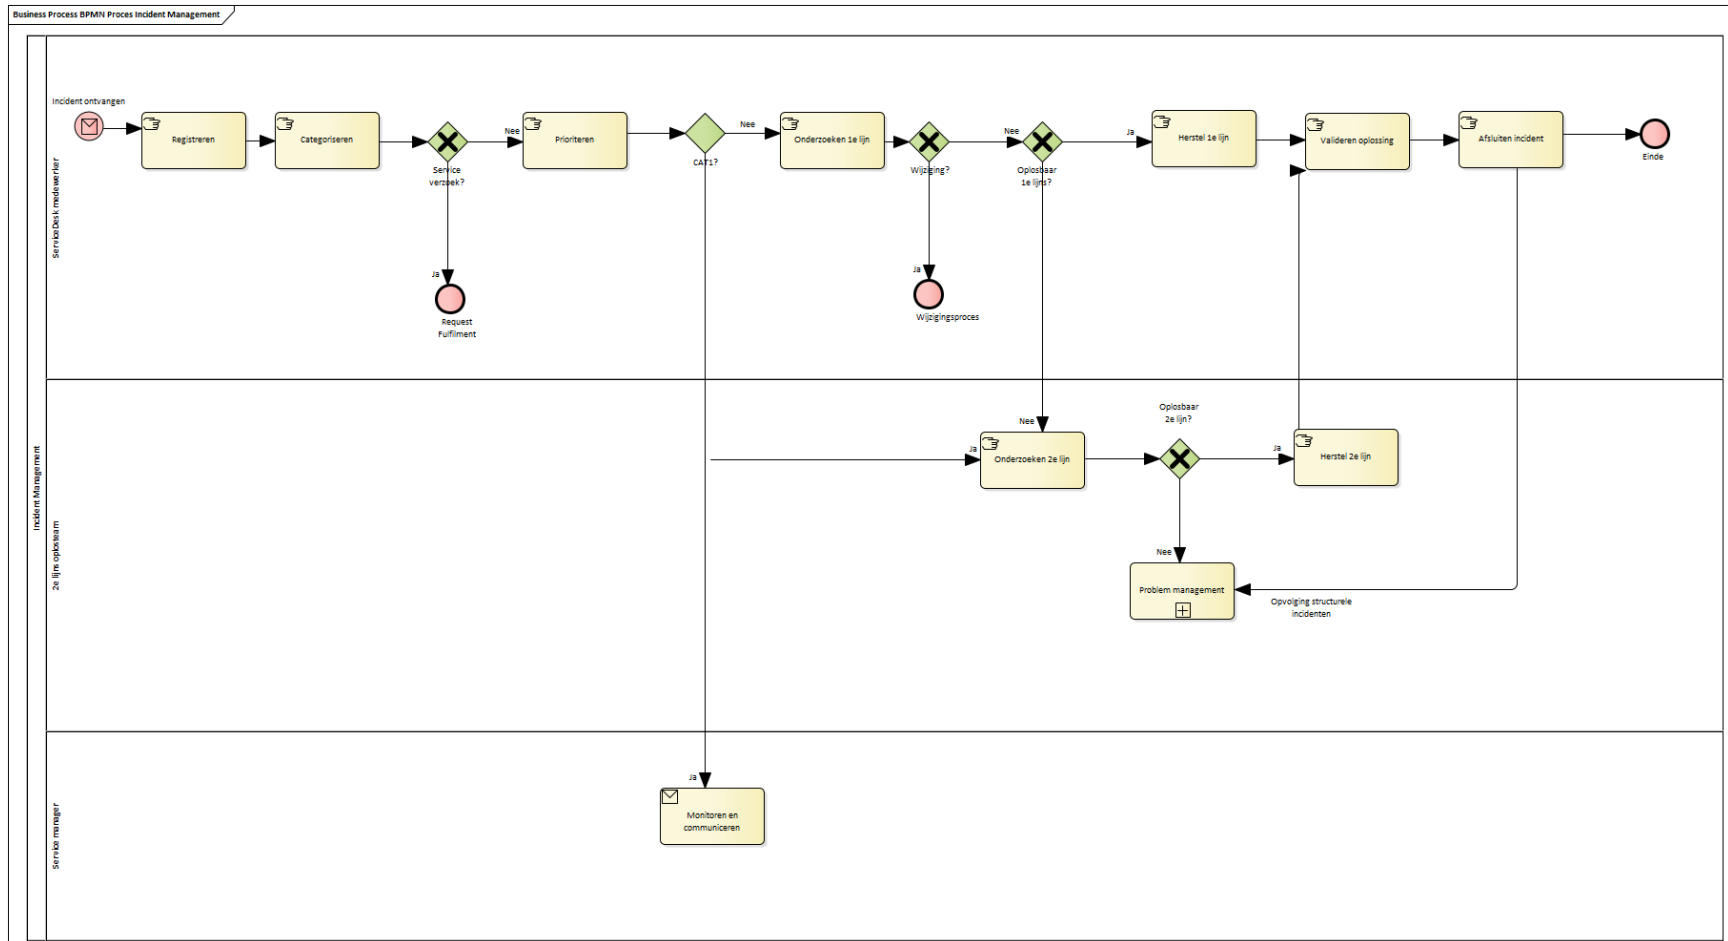 Business Process BPMN Proces Incident Management
Incident Management
ServiceDesk medewerker
Incident ontvangen
Registreren
Categoriseren
Service
verzoek?
Nee
Ja
Request
Fulfilment
Prioriteren
CAT1?
Nee
Onderzoeken 1e lijn
Wijziging?
Nee
Ja
Wijzigingsproces
Oplosbaar
1e lijns?
Ja
Herstel 1e lijn
Valideren oplossing
Afsluiten incident
Einde
2e lijns oplosteam
Nee
Ja
Onderzoeken 2e lijn
Oplosbaar
2e lijn?
Ja
Herstel 2e lijn
Nee
Problem management
Opvolging structurele
incidenten
Service manager
Ja
Monitoren en
communiceren